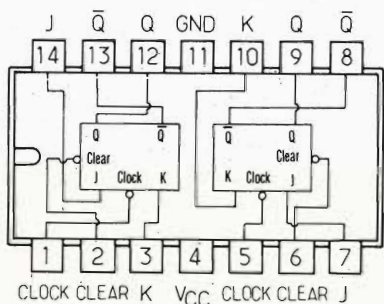 J Q̄ Q GND K Q Q̄
14 13 12 11 10 9 8
Q Q̄ Q̄ Q
Clear Clear
J Clock K K Clock J
1 2 3 4 5 6 7
CLOCK CLEAR K VCC CLOCK CLEAR J